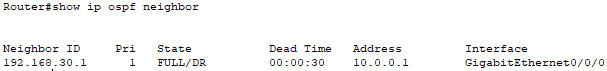 Router#show ip ospf neighbor
Neighbor ID Pri State Dead Time Address Interface
192.168.30.1 1 FULL/DR 00:00:30 10.0.0.1 GigabitEthernet0/0/0